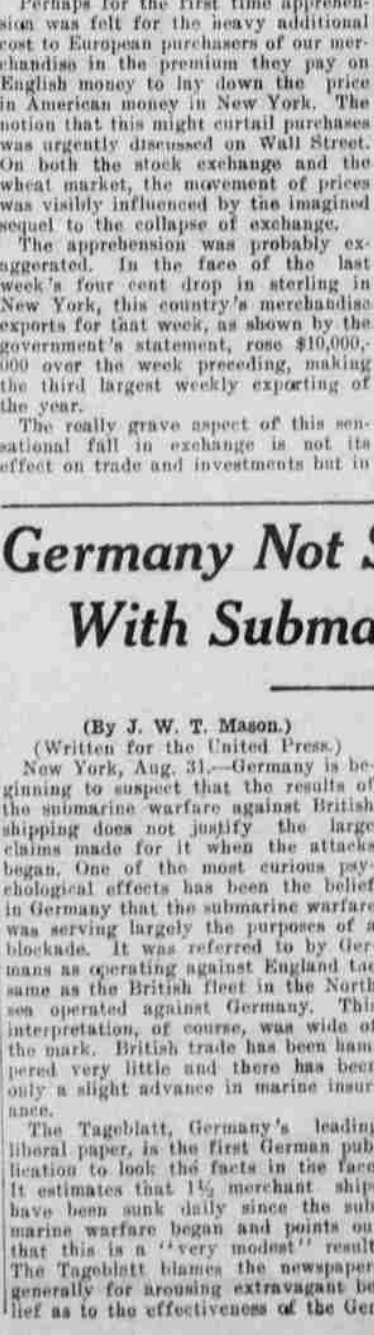 Perhaps for the first time apprehen-
sion was felt for the heavy additional
cost to European purchasers of our mer-
chandise in the premium they pay on
English money to lay down the price
in American money in New York. The
notion that this might curtail purchases
was urgently discussed on Wall Street.
On both the stock exchange and the
wheat market, the movement of prices
was visibly influenced by the imagined
sequel to the collapse of exchange.
The apprehension was probably ex-
aggerated. In the face of the last
week's four cent drop in sterling in
New York, this country's merchandise
exports for that week, as shown by the
government's statement, rose $10,000,-
000 over the week preceding, making
the third largest weekly exporting of
the year.
The really grave aspect of this sen-
sational fall in exchange is not its
effect on trade and investments but in
Germany Not S
With Subma
(By J. W. T. Mason.)
(Written for the United Press.)
New York, Aug. 31.—Germany is be-
ginning to suspect that the results of
the submarine warfare against British
shipping does not justify the large
claims made for it when the attacks
began. One of the most curious psy-
chological effects has been the belief
in Germany that the submarine warfare
was serving largely the purposes of a
blockade. It was referred to by Ger-
mans as operating against England the
same as the British fleet in the North
sea operated against Germany. This
interpretation, of course, was wide of
the mark. British trade has been ham
pered very little and there has been
only a slight advance in marine insur
ance.
The Tageblatt, Germany's leading
liberal paper, is the first German pub
lication to look the facts in the face
It estimates that 1½ merchant ships
have been sunk daily since the sub
marine warfare began and points ou
that this is a "very modest" result
The Tageblatt blames the newspaper
generally for arousing extravagant be
lief as to the effectiveness of the Ger